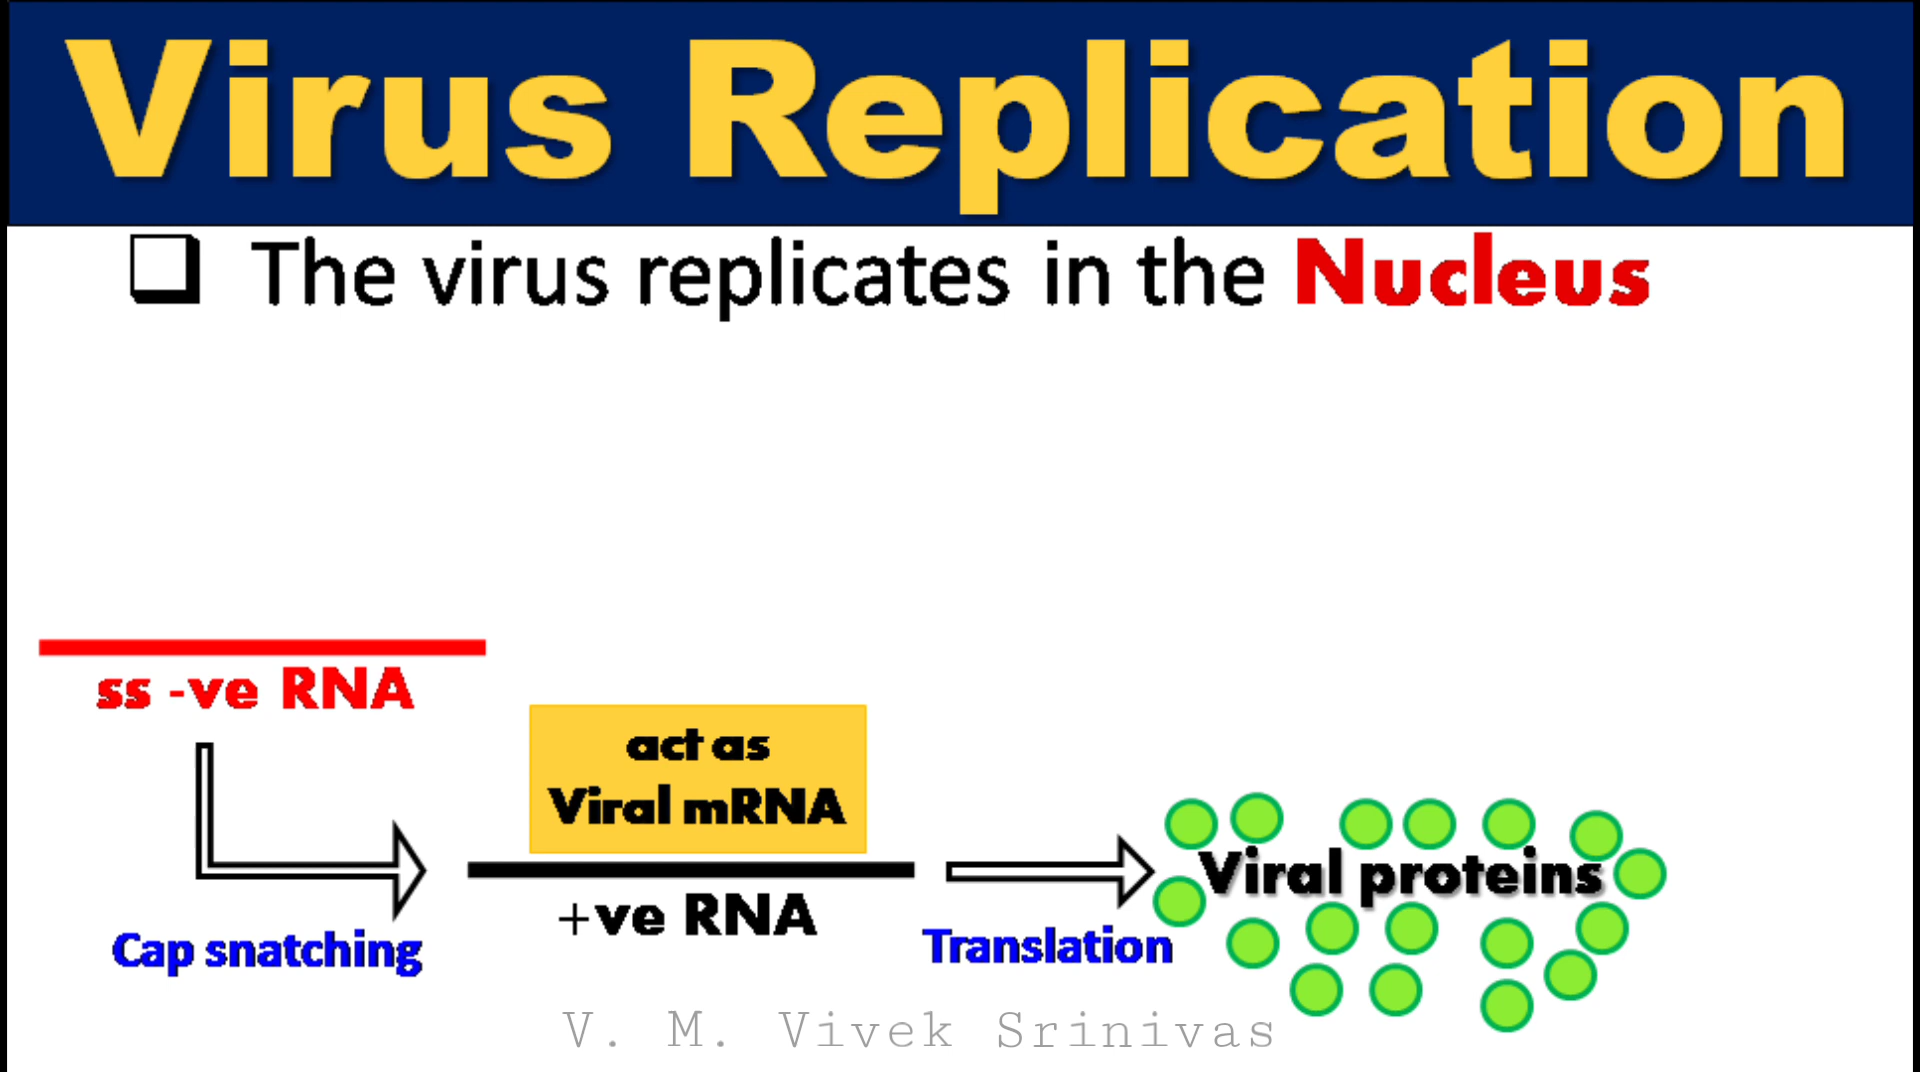 Virus Replication
The virus replicates in the Nucleus
ss -ve RNA
act as
Viral mRNA
+ve RNA
Cap snatching
Translation
Viral proteins
V. M. Vivek Srinivas